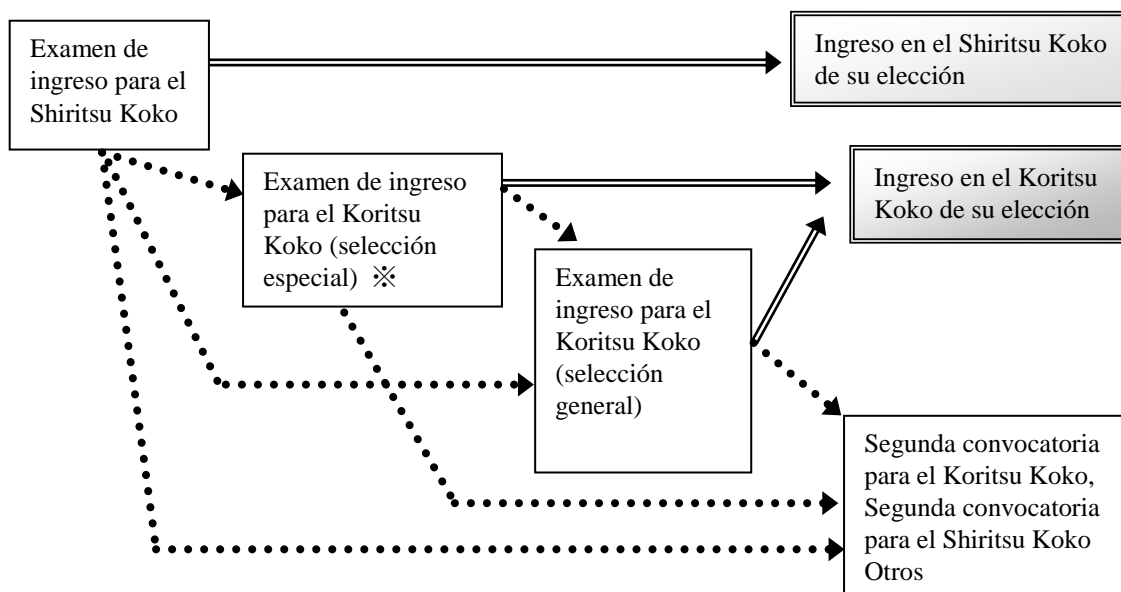 Examen de
ingreso para el
Shiritsu Koko
Ingreso en el Shiritsu Koko
de su elección
Examen de ingreso
para el Koritsu
Koko (selección
especial) ※
Ingreso en el Koritsu
Koko de su elección
Examen de
ingreso para el
Koritsu Koko
(selección
general)
Segunda convocatoria
para el Koritsu Koko,
Segunda convocatoria
para el Shiritsu Koko
Otros